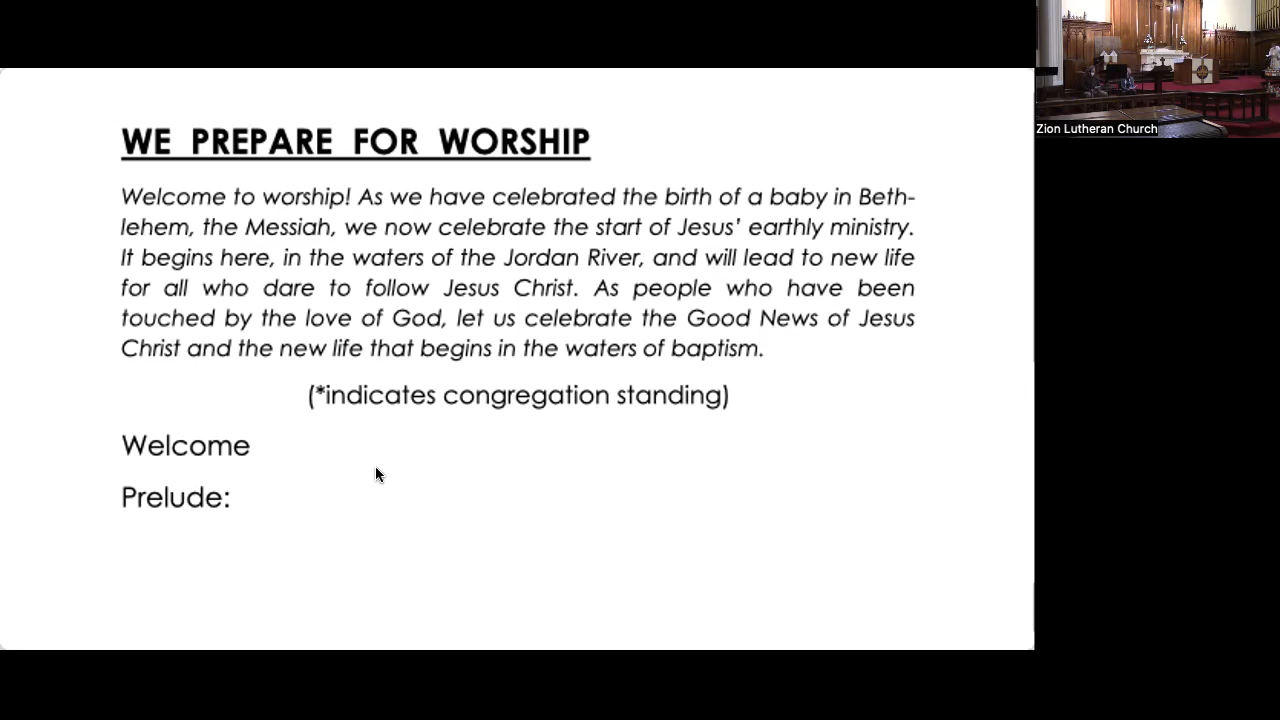 WE PREPARE FOR WORSHIP
Welcome to worship! As we have celebrated the birth of a baby in Beth-
lehem, the Messiah, we now celebrate the start of Jesus’ earthly ministry.
It begins here, in the waters of the Jordan River, and will lead to new life
for all who dare to follow Jesus Christ. As people who have been
touched by the love of God, let us celebrate the Good News of Jesus
Christ and the new life that begins in the waters of baptism.
(*indicates congregation standing)
Welcome
Prelude:
Zion Lutheran Church